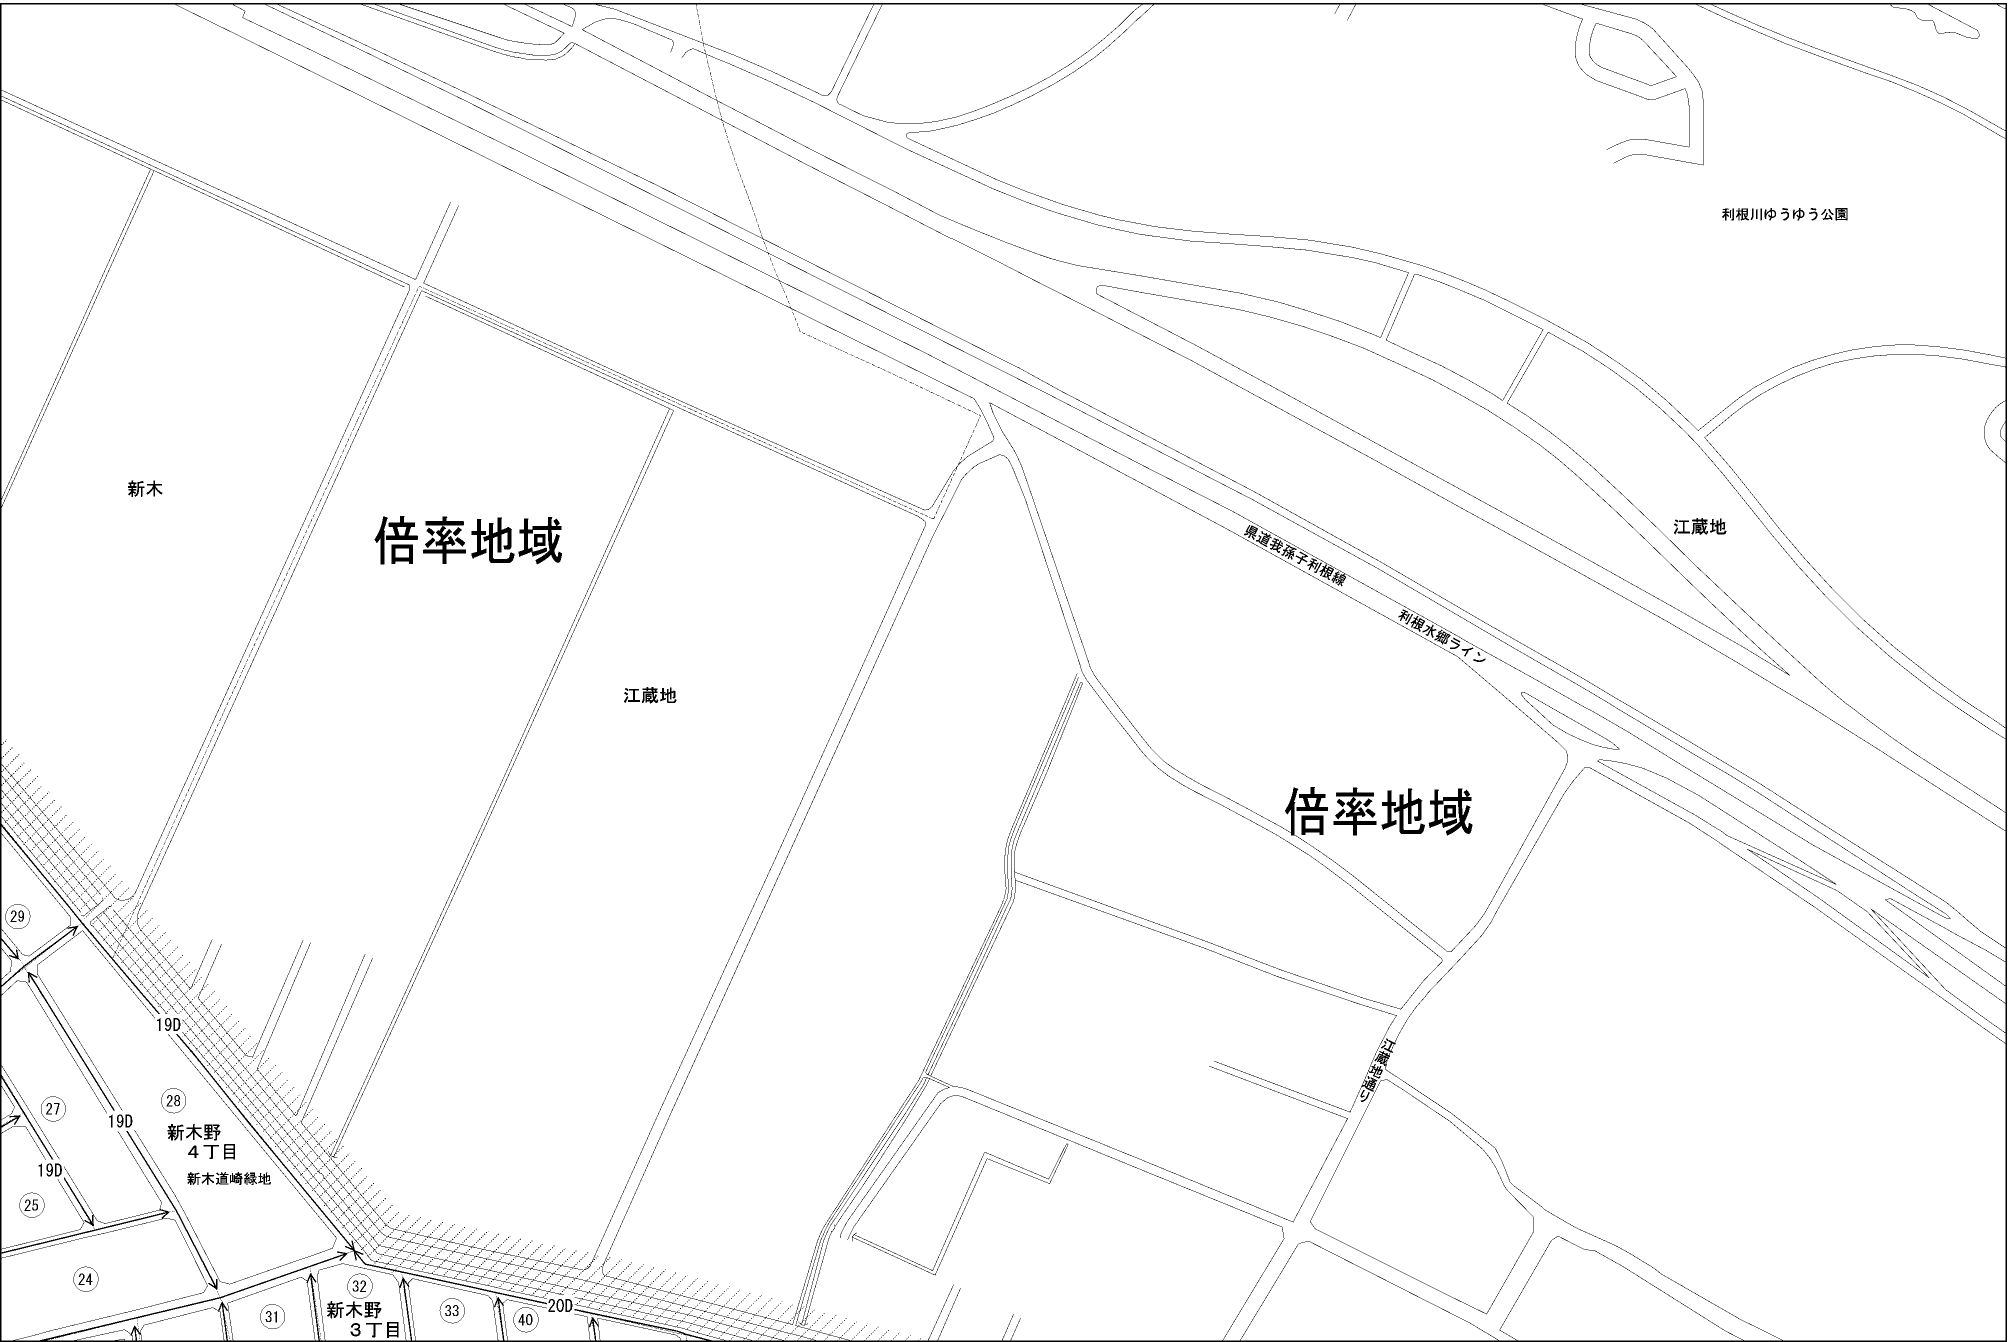 利根川ゆうゆう公園
新木
倍率地域
県道我孫子利根線
江蔵地
利根水郷ライン
江蔵地
倍率地域
29
19D
江蔵地通り
28
27
19D
新木野
4丁目
19D
新木道崎緑地
25
24
32
20D
31
新木野
3丁目
33
40